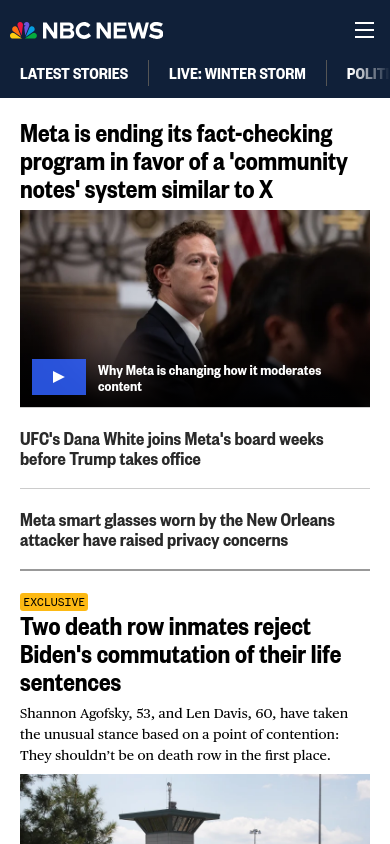 NBC NEWS
LATEST STORIES
LIVE: WINTER STORM
Meta is ending its fact-checking
program in favor of a 'community
notes' system similar to X
Why Meta is changing how it moderates
content
UFC's Dana White joins Meta's board weeks
before Trump takes office
Meta smart glasses worn by the New Orleans
attacker have raised privacy concerns
EXCLUSIVE
Two death row inmates reject
Biden's commutation of their life
sentences
Shannon Agofsky, 53, and Len Davis, 60, have taken
the unusual stance based on a point of contention:
They shouldn’t be on death row in the first place.